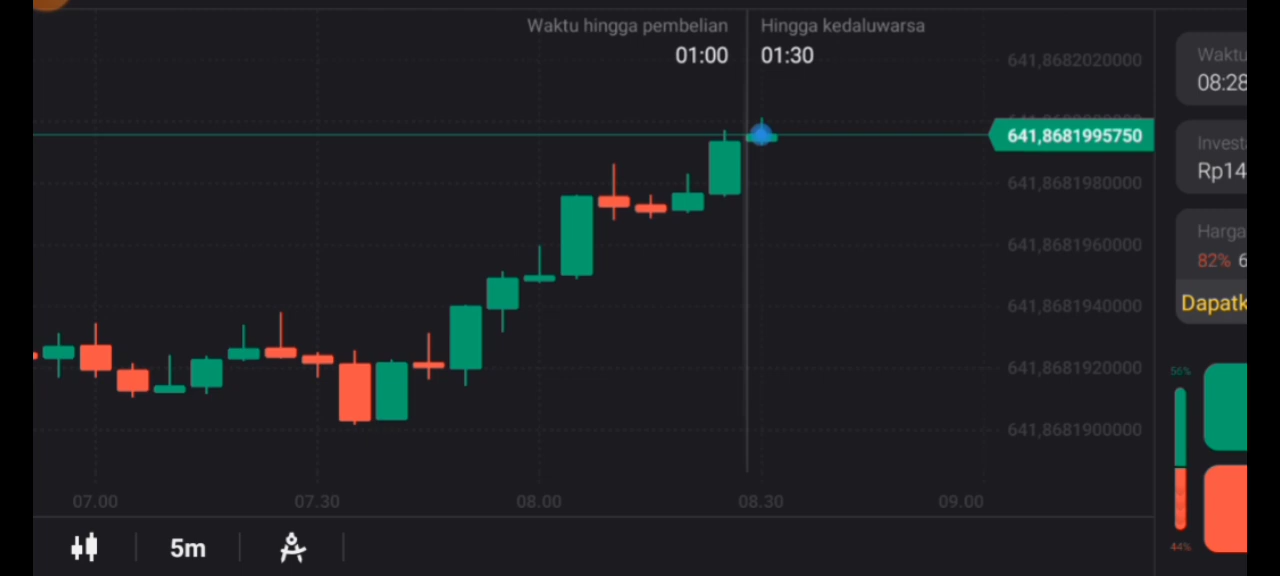 Waktu hingga pembelian
01:00
Hingga kedaluwarsa
01:30
641,8682020000
641,8681995750
641,8681980000
641,8681960000
641,8681940000
641,8681920000
641,8681900000
07.00
07.30
08.00
08.30
09.00
5m
Waktu
08:28
Investa
Rp14
Harga
82% 6
Dapatk
56%
44%